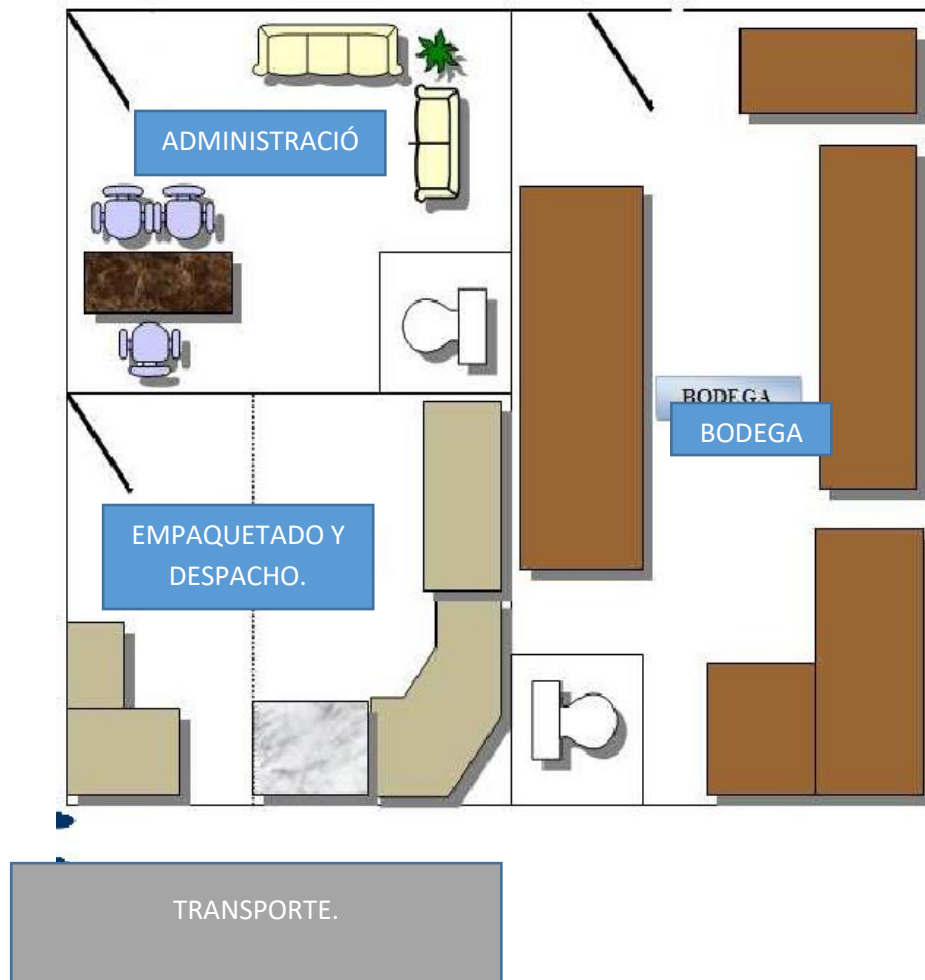 ADMINISTRACIÓ
BODEGA
BODEGA
EMPAQUETADO Y
DESPACHO.
TRANSPORTE.